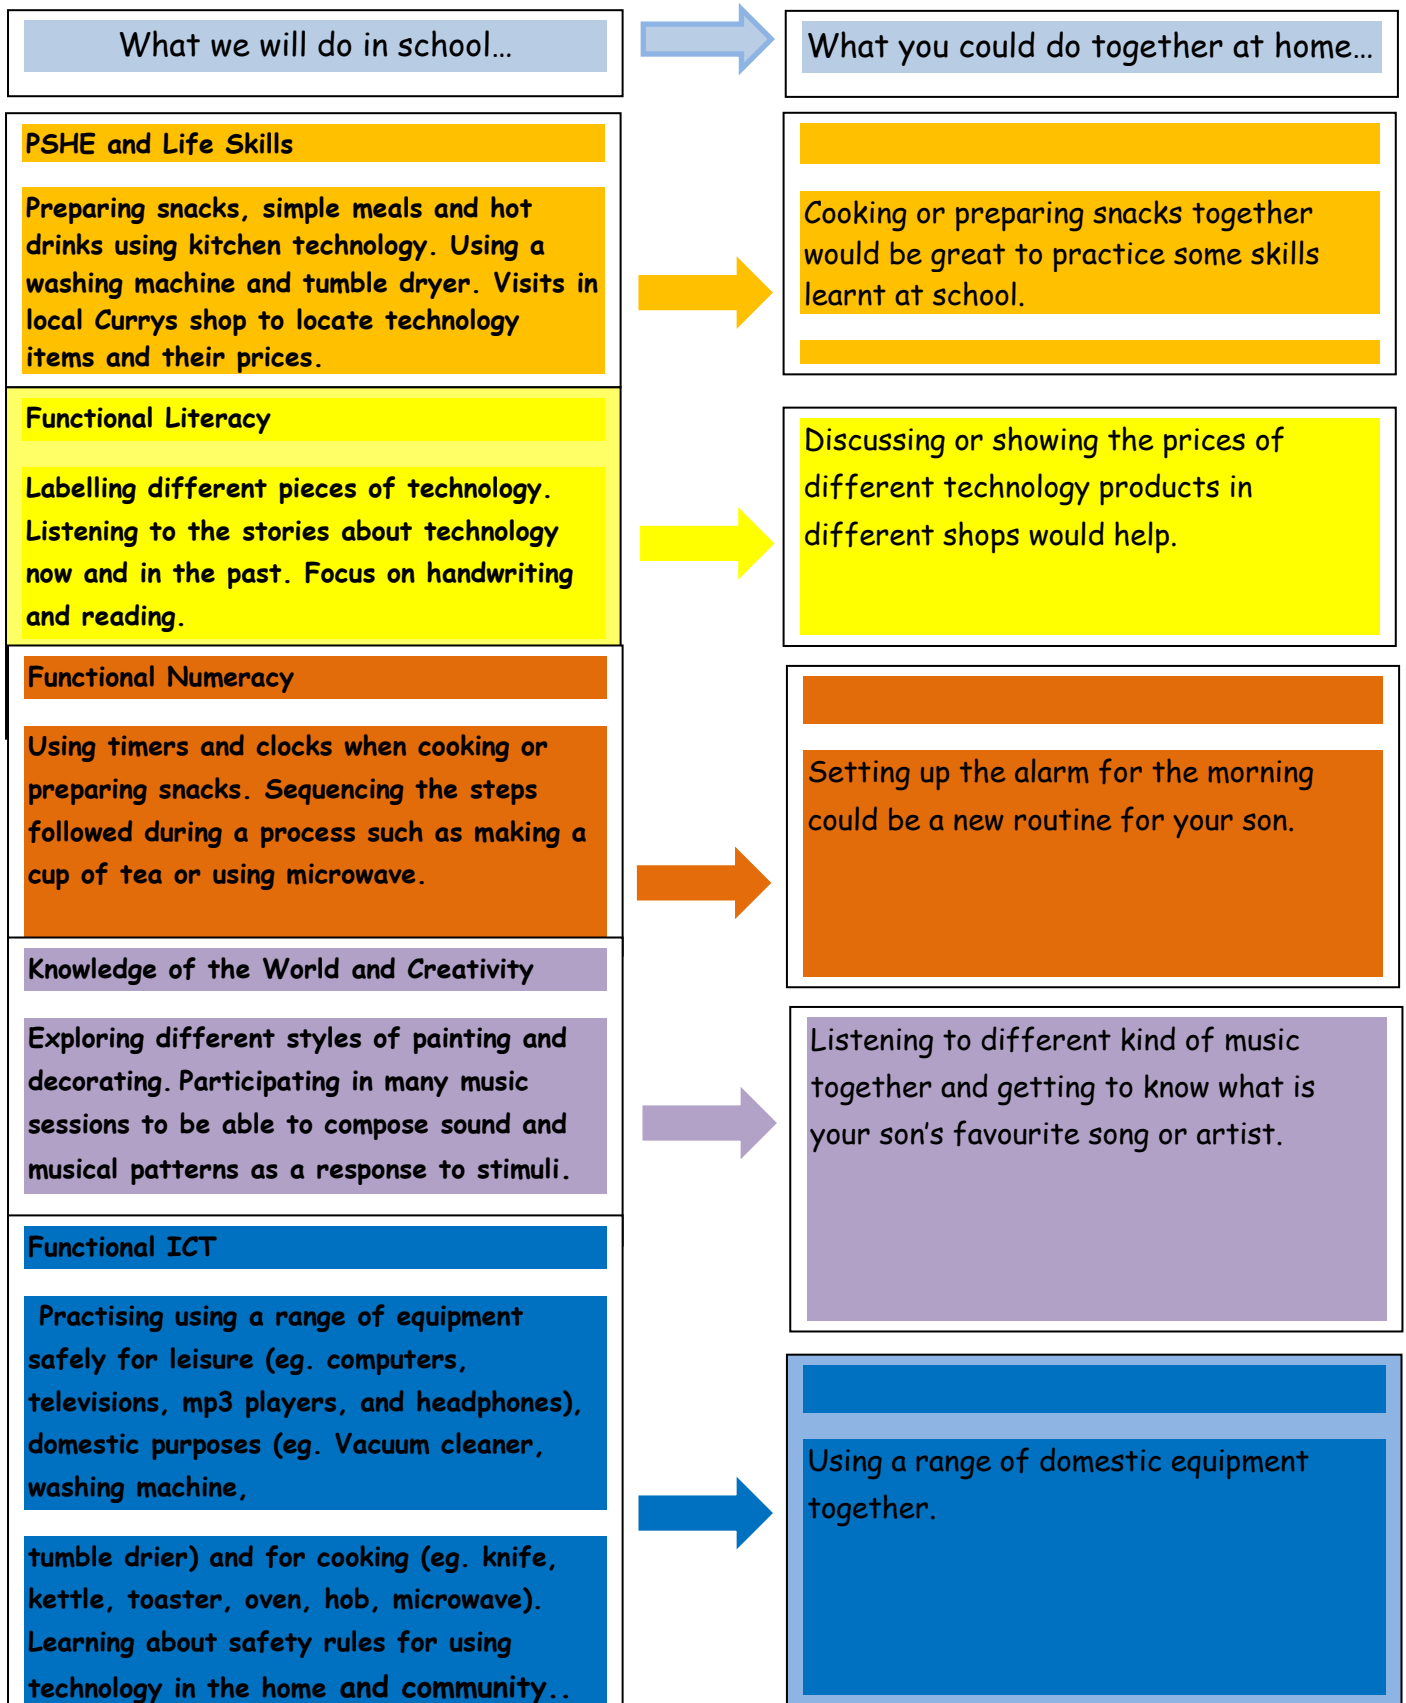 What we will do in school…
What you could do together at home…
PSHE and Life Skills
Preparing snacks, simple meals and hot
drinks using kitchen technology. Using a
washing machine and tumble dryer. Visits in
local Currys shop to locate technology
items and their prices.
Cooking or preparing snacks together
would be great to practice some skills
learnt at school.
Functional Literacy
Labelling different pieces of technology.
Listening to the stories about technology
now and in the past. Focus on handwriting
and reading.
Discussing or showing the prices of
different technology products in
different shops would help.
Functional Numeracy
Using timers and clocks when cooking or
preparing snacks. Sequencing the steps
followed during a process such as making a
cup of tea or using microwave.
Setting up the alarm for the morning
could be a new routine for your son.
Knowledge of the World and Creativity
Exploring different styles of painting and
decorating. Participating in many music
sessions to be able to compose sound and
musical patterns as a response to stimuli.
Listening to different kind of music
together and getting to know what is
your son's favourite song or artist.
Functional ICT
Practising using a range of equipment
safely for leisure (eg. computers,
televisions, mp3 players, and headphones),
domestic purposes (eg. Vacuum cleaner,
washing machine,
tumble drier) and for cooking (eg. knife,
kettle, toaster, oven, hob, microwave).
Learning about safety rules for using
technology in the home and community..
Using a range of domestic equipment
together.